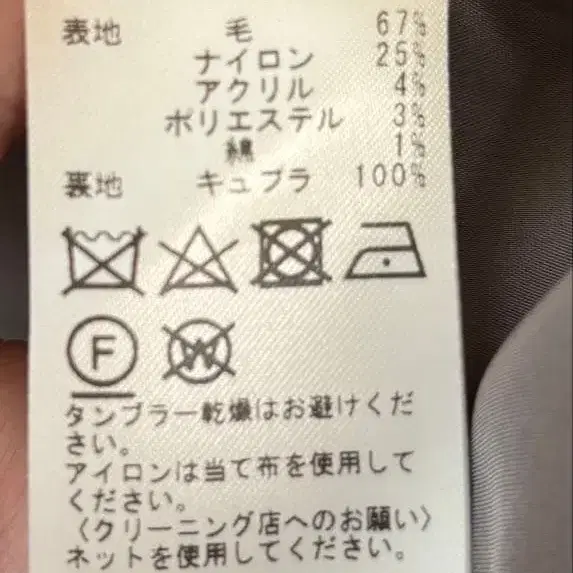 表地 毛 67%
ナイロン 25%
アクリル 4%
ポリエステル 3%
綿 1%
裏地 キュプラ 100%
F W
タンブラー乾燥はお避けくだ
さい。
アイロンは当て布を使用して
ください。
〈クリーニング店へのお願い〉
ネットを使用してください。